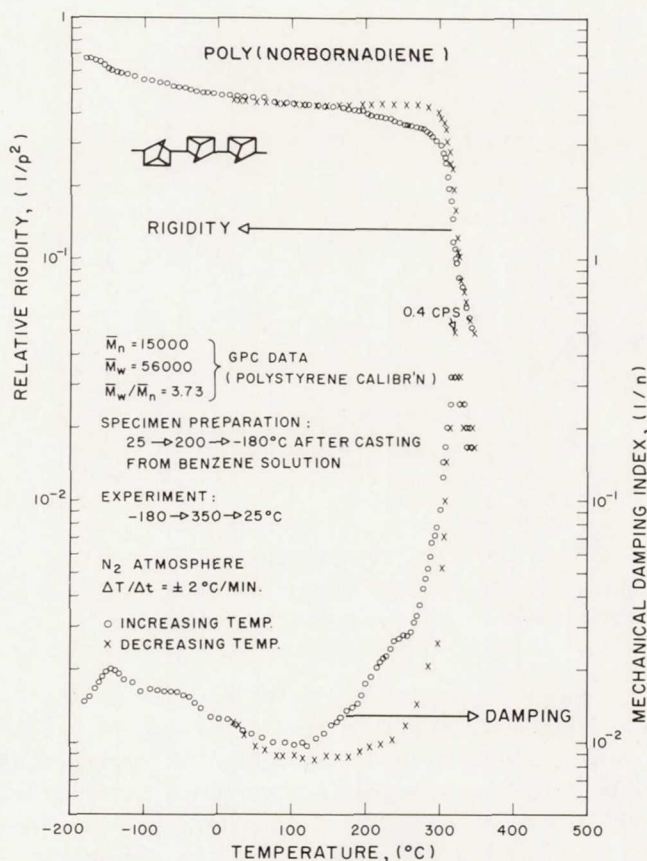 POLY(NORBORNADIENE)
RELATIVE RIGIDITY, (1/p²)
1
10⁻¹
10⁻²
RIGIDITY
0.4 CPS
M̅n = 15000
M̅w = 56000
M̅w/M̅n = 3.73
GPC DATA
(POLYSTYRENE CALIBR'N)
SPECIMEN PREPARATION:
25→200→-180°C AFTER CASTING
FROM BENZENE SOLUTION
EXPERIMENT:
-180→350→25°C
N₂ ATMOSPHERE
ΔT/Δt = ± 2°C/MIN.
○ INCREASING TEMP.
× DECREASING TEMP.
DAMPING
1
10⁻¹
10⁻²
MECHANICAL DAMPING INDEX, (1/n)
-200 -100 0 100 200 300 400 500
TEMPERATURE, (°C)